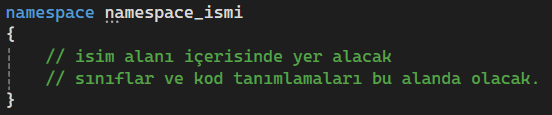 namespace namespace_ismi
{
// isim alanı içerisinde yer alacak
// sınıflar ve kod tanımlamaları bu alanda olacak.
}